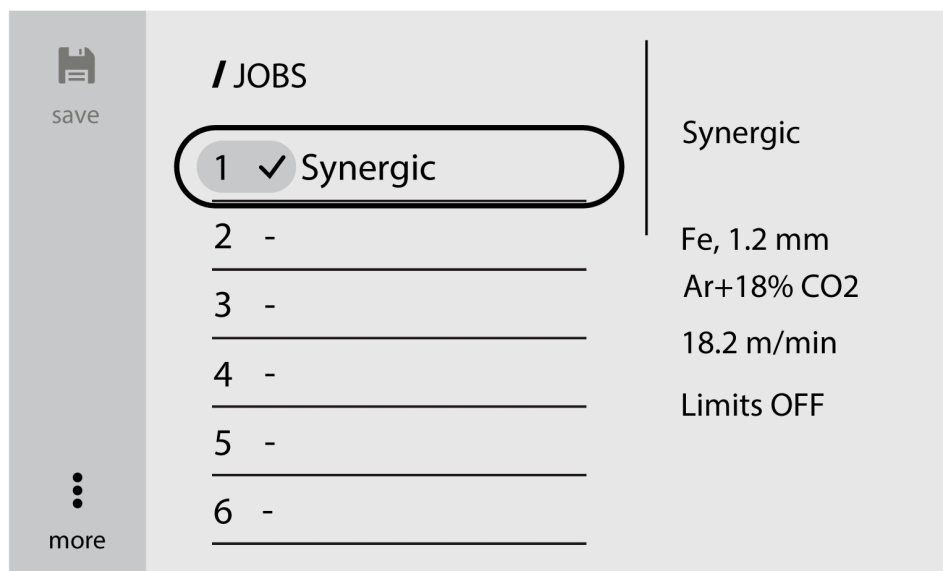 save
/ JOBS
1 ✓ Synergic
2 -
3 -
4 -
5 -
6 -
more
Synergic
Fe, 1.2 mm
Ar+18% CO2
18.2 m/min
Limits OFF